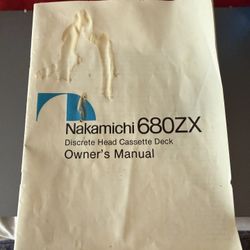 Nakamichi 680ZX
Discrete Head Cassette Deck
Owner's Manual